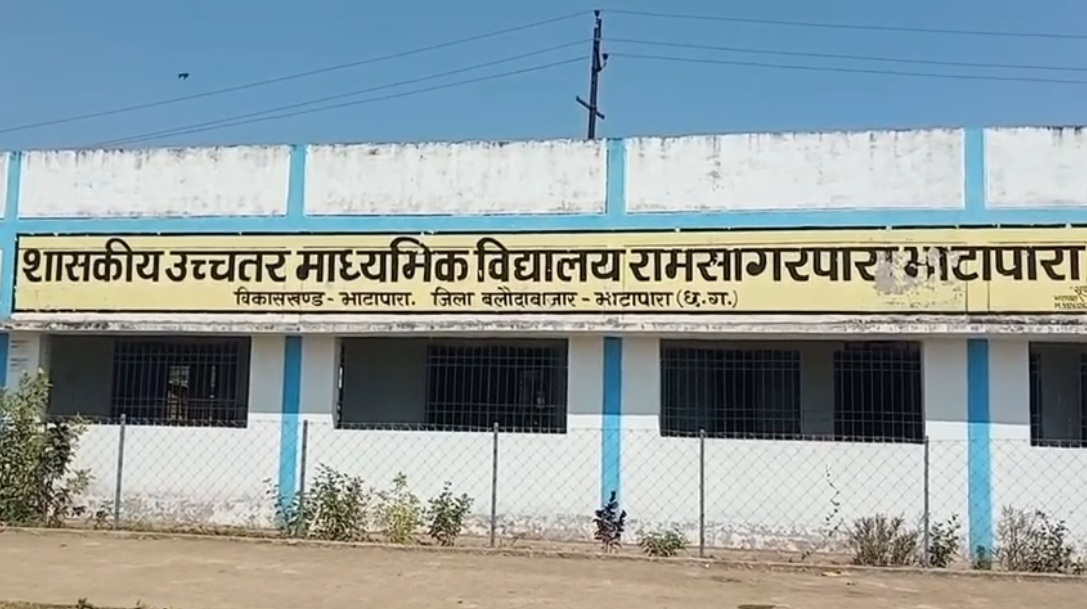 शासकीय उच्चतर माध्यमिक विद्यालय रामसागरपारा भाटापारा
विकासखण्ड - भाटापारा. जिला बलौदाबाजार - भाटापारा (छ.ग.)